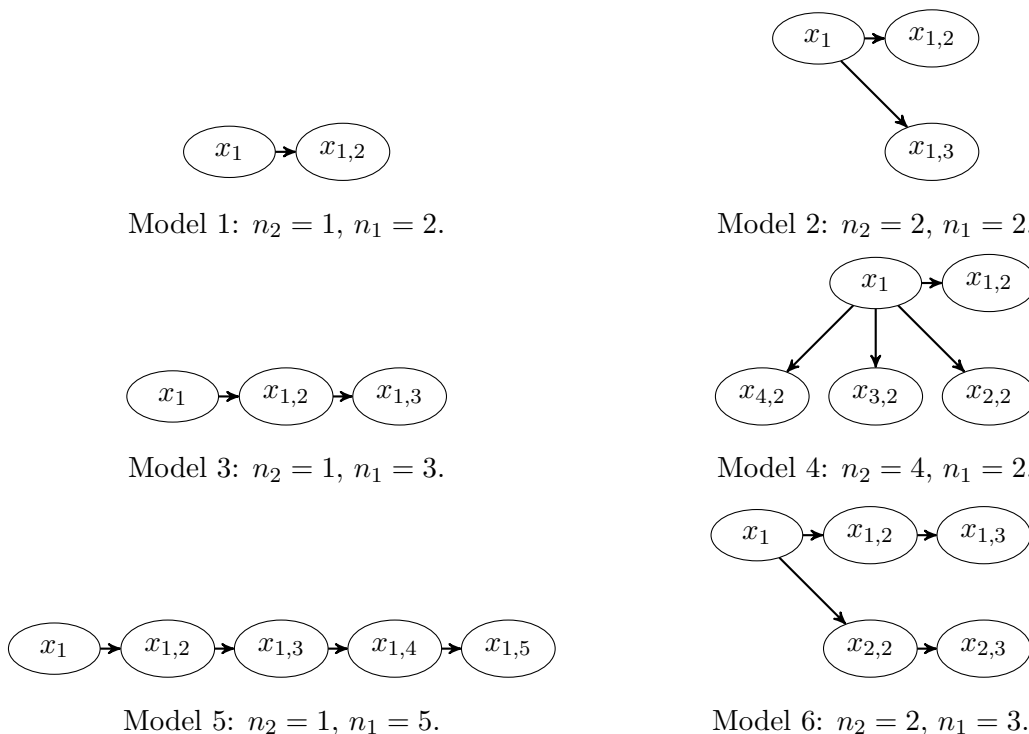 x₁ x₁,₂
Model 1: n₂ = 1, n₁ = 2.
x₁ x₁,₂
x₁,₃
Model 2: n₂ = 2, n₁ = 2.
x₁ x₁,₂ x₁,₃
Model 3: n₂ = 1, n₁ = 3.
x₁ x₁,₂
x₄,₂ x₃,₂ x₂,₂
Model 4: n₂ = 4, n₁ = 2.
x₁ x₁,₂ x₁,₃ x₁,₄ x₁,₅
Model 5: n₂ = 1, n₁ = 5.
x₁ x₁,₂ x₁,₃
x₂,₂ x₂,₃
Model 6: n₂ = 2, n₁ = 3.